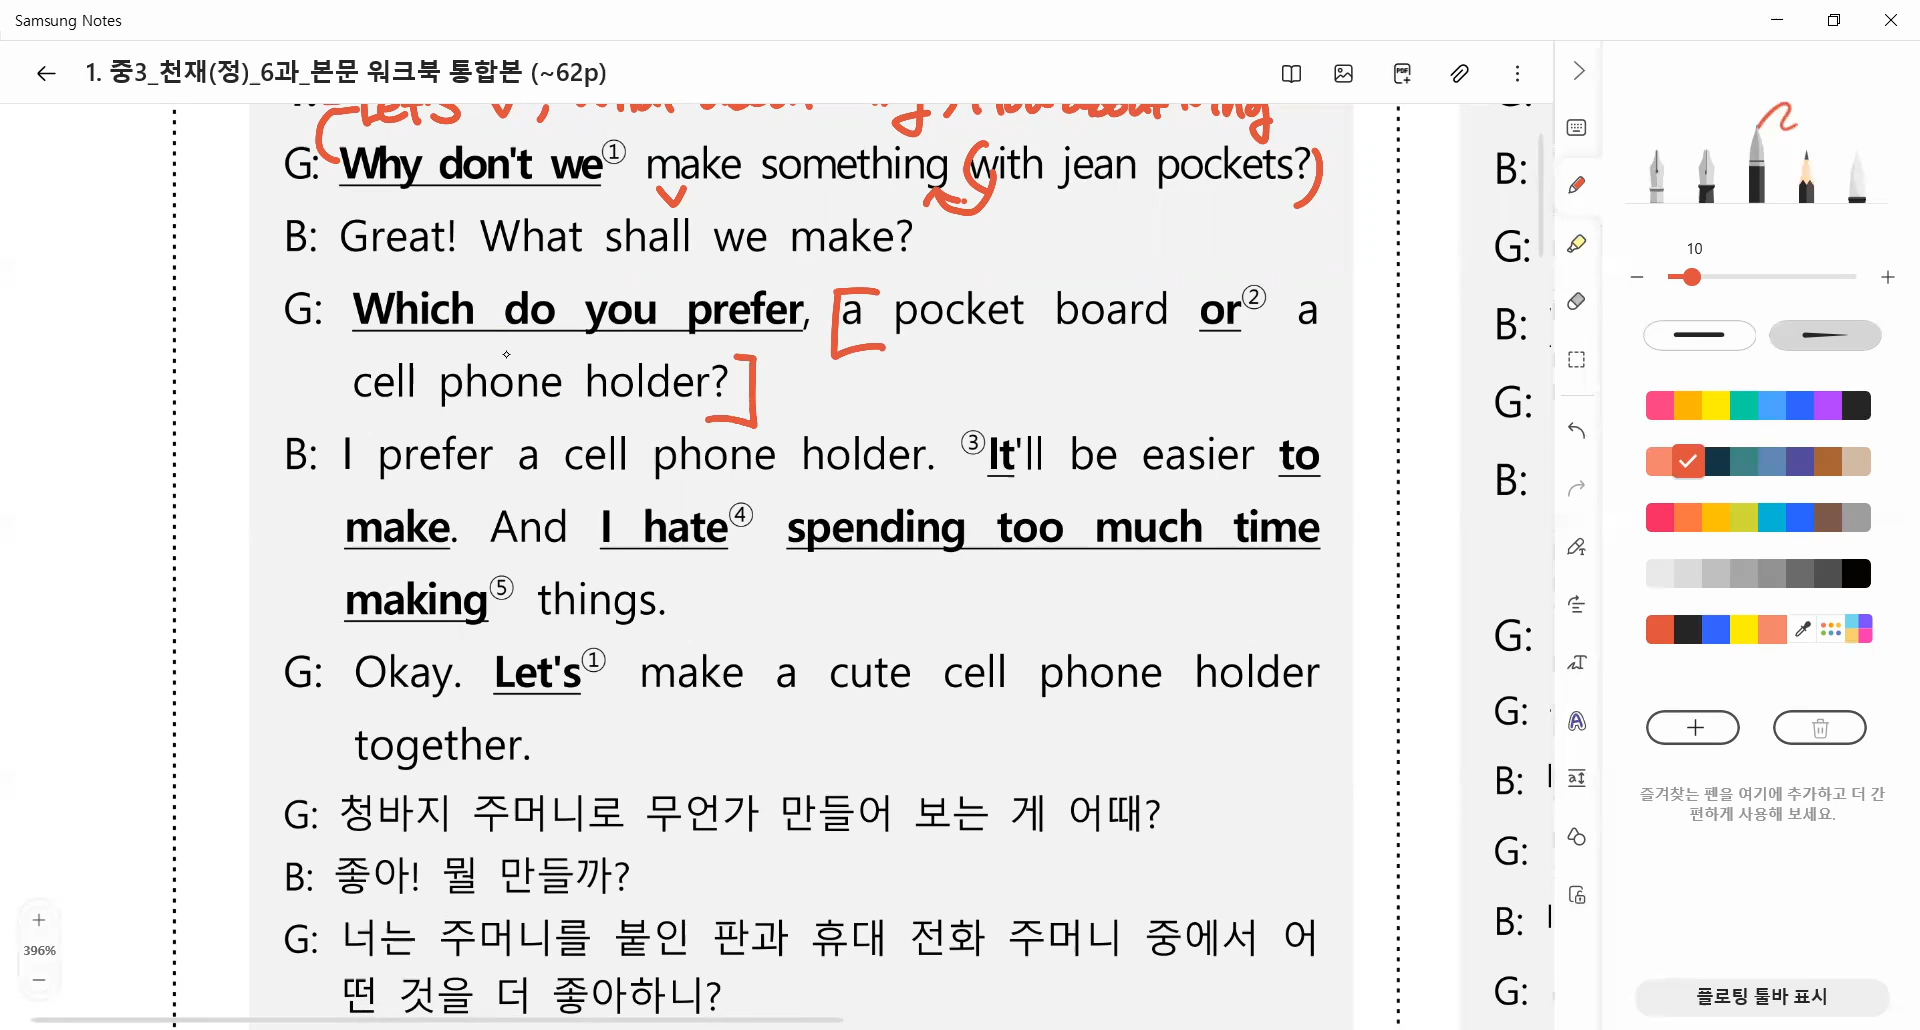 Samsung Notes
1. 중3_천재(정)_6과_본문 워크북 통합본 (~62p)
Let's V,
G: Why don't we① make something with jean pockets?
B: Great! What shall we make?
G: Which do you prefer, a pocket board or② a
cell phone holder?
B: I prefer a cell phone holder. ③It'll be easier to
make. And I hate④ spending too much time
making⑤ things.
G: Okay. Let's① make a cute cell phone holder
together.
G: 청바지 주머니로 무언가 만들어 보는 게 어때?
B: 좋아! 뭘 만들까?
G: 너는 주머니를 붙인 판과 휴대 전화 주머니 중에서 어
떤 것을 더 좋아하니?
B:
G:
B:
G:
B:
G:
G:
B:
G:
B:
G:
396%
PDF
10
즐겨찾는 펜을 여기에 추가하고 더 간
편하게 사용해 보세요.
플로팅 툴바 표시